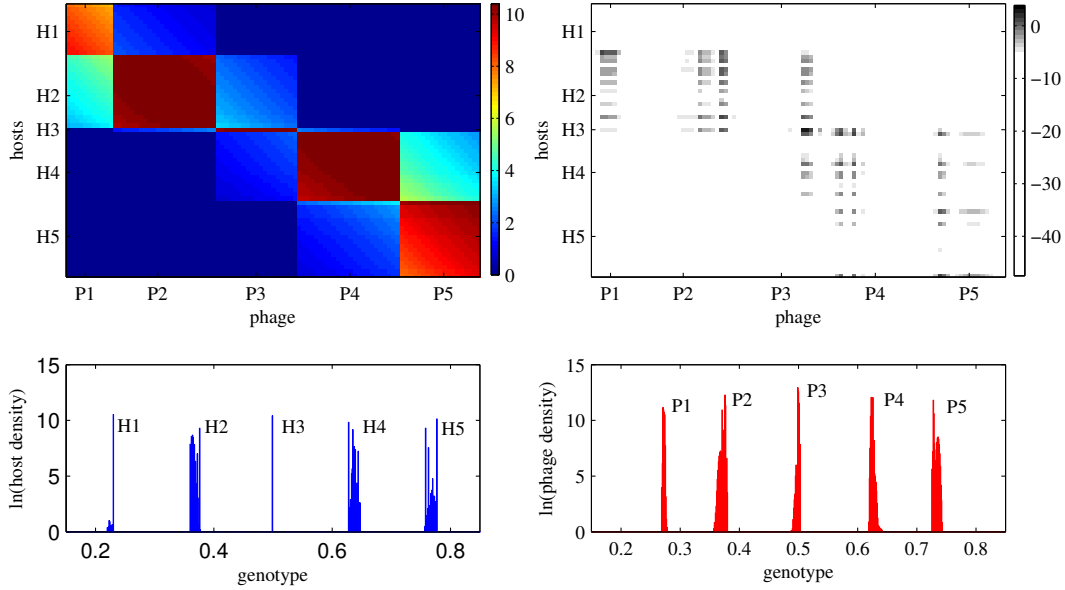 H1
H2
H3
H4
H5
hosts
P1 P2 P3 P4 P5
phage
10
8
6
4
2
0
H1
H2
H3
H4
H5
hosts
P1 P2 P3 P4 P5
phage
0
−10
−20
−30
−40
15
10
5
0
ln(host density)
H1 H2 H3 H4 H5
0.2 0.4 0.6 0.8
genotype
15
10
5
0
ln(phage density)
P1 P2 P3 P4 P5
0.2 0.3 0.4 0.5 0.6 0.7 0.8
genotype